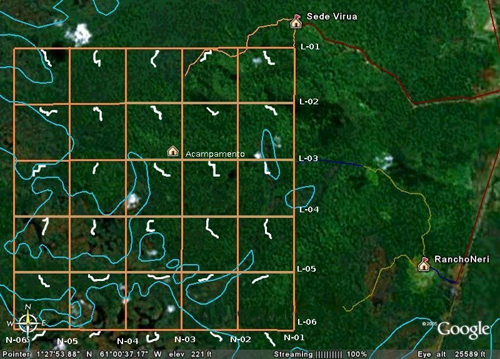 Sede Virua
L-01
L-02
Acampamento
L-03
L-04
RanchoNeri
L-05
L-06
N
W
N-06 N-05 N-04 N-03 N-02 N-01
©2007 Google
Pointer 1°27'53.88" N 61°00'37.17" W elev 221 ft Streaming |||||||||| 100% Eye alt 25589 ft